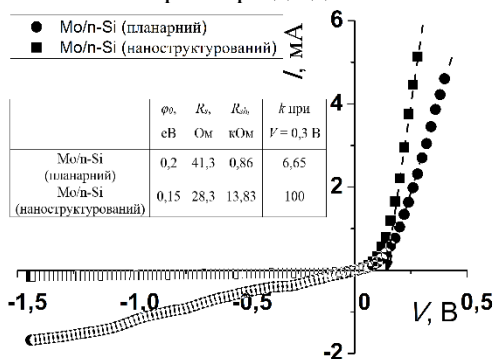 Mo/n-Si (планарний)
Mo/n-Si (наноструктурований)
I, мА
6
4
2
-2
φ₀, Rs, Rsh, k при
еВ Ом кОм V = 0,3 В
Mo/n-Si (планарний) 0,2 41,3 0,86 6,65
Mo/n-Si (наноструктурований) 0,15 28,3 13,83 100
-1,5 -1,0 -0,5 0 0,5
V, В